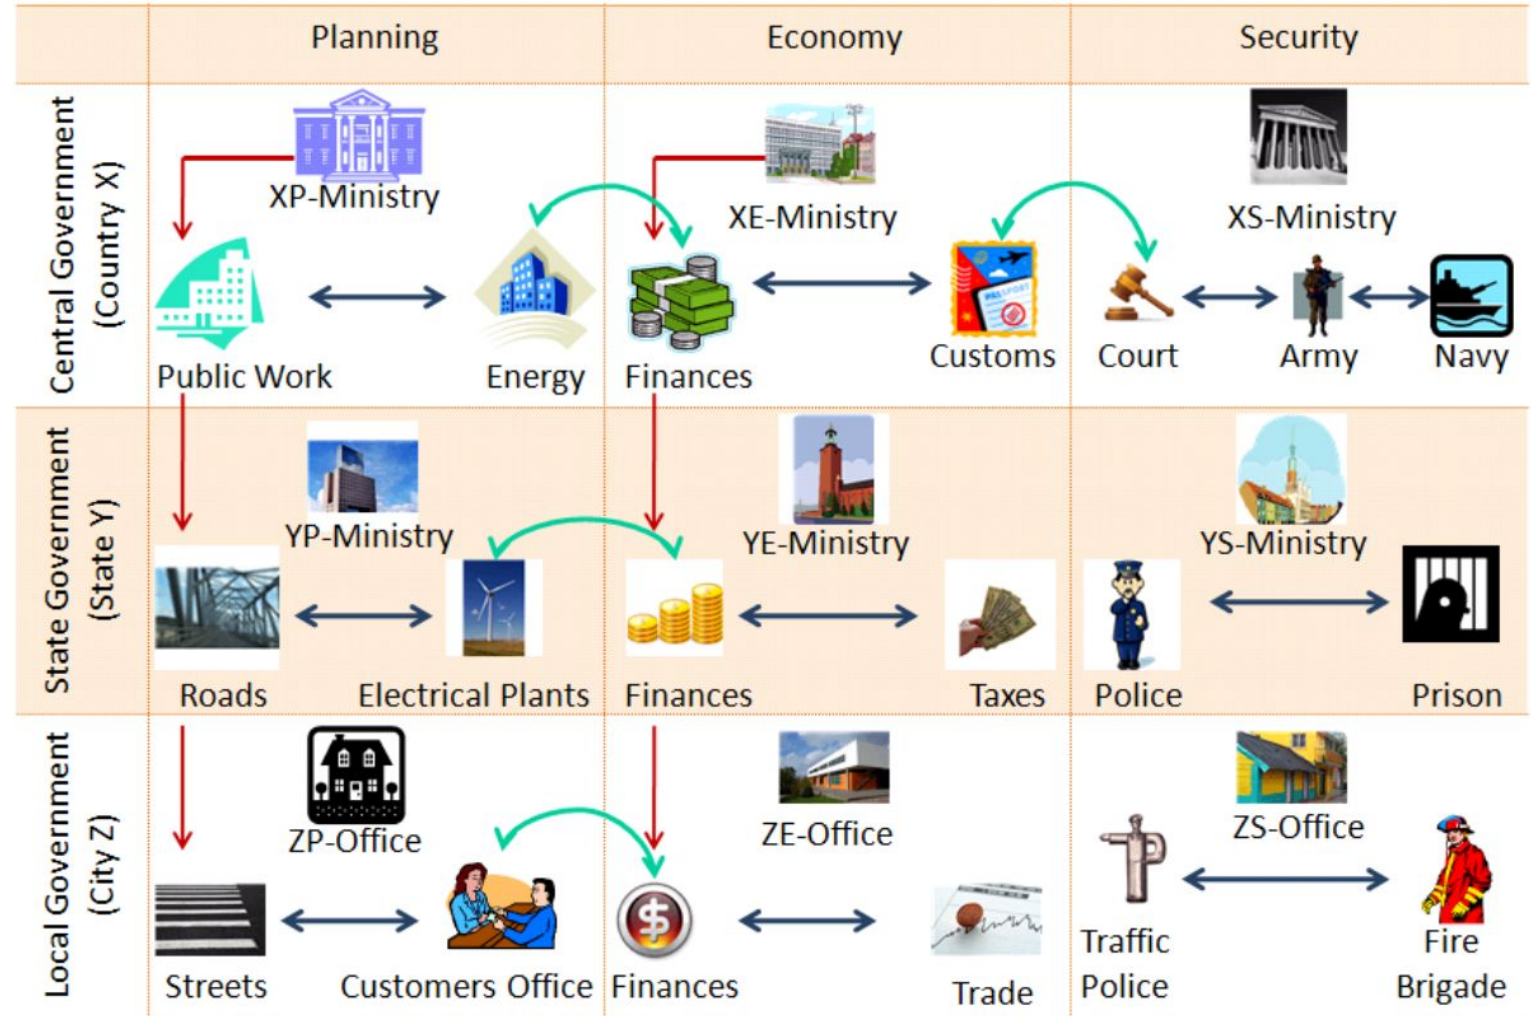 Planning
Economy
Security
Central Government
(Country X)
XP-Ministry
XE-Ministry
XS-Ministry
Public Work
Energy
Finances
PASSPORT
Customs
Court
Army
Navy
State Government
(State Y)
YP-Ministry
YE-Ministry
YS-Ministry
Roads
Electrical Plants
Finances
Taxes
Police
Prison
Local Government
(City Z)
ZP-Office
ZE-Office
ZS-Office
Streets
Customers Office
Finances
Trade
Traffic
Police
Fire
Brigade